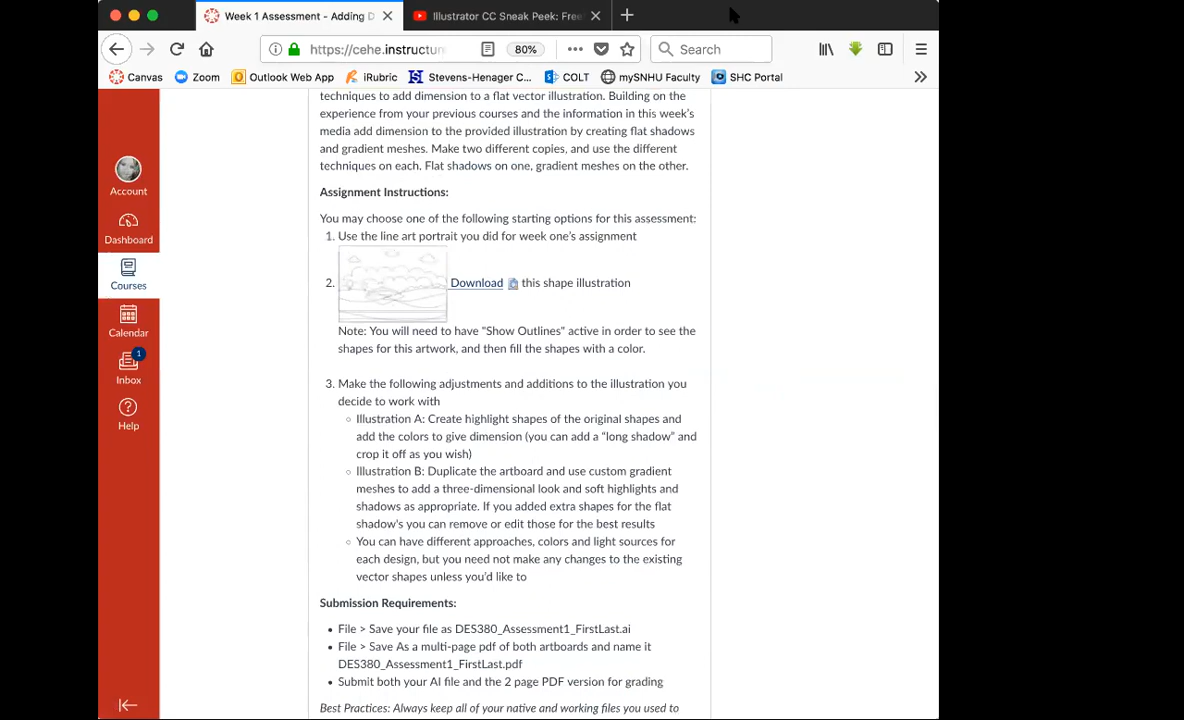 Week 1 Assessment - Adding D
Illustrator CC Sneak Peek: Free
https://cehe.instructur
80%
Search
Canvas
Zoom
Outlook Web App
iRubric
Stevens-Henager C...
COLT
mySNHU Faculty
SHC Portal
techniques to add dimension to a flat vector illustration. Building on the
experience from your previous courses and the information in this week's
media add dimension to the provided illustration by creating flat shadows
and gradient meshes. Make two different copies, and use the different
techniques on each. Flat shadows on one, gradient meshes on the other.
Account
Dashboard
Courses
Calendar
1
Inbox
Help
Assignment Instructions:
You may choose one of the following starting options for this assessment:
1. Use the line art portrait you did for week one's assignment
2. Download this shape illustration
Note: You will need to have "Show Outlines" active in order to see the
shapes for this artwork, and then fill the shapes with a color.
3. Make the following adjustments and additions to the illustration you
decide to work with
Illustration A: Create highlight shapes of the original shapes and
add the colors to give dimension (you can add a "long shadow" and
crop it off as you wish)
Illustration B: Duplicate the artboard and use custom gradient
meshes to add a three-dimensional look and soft highlights and
shadows as appropriate. If you added extra shapes for the flat
shadow's you can remove or edit those for the best results
You can have different approaches, colors and light sources for
each design, but you need not make any changes to the existing
vector shapes unless you'd like to
Submission Requirements:
File > Save your file as DES380_Assessment1_FirstLast.ai
File > Save As a multi-page pdf of both artboards and name it
DES380_Assessment1_FirstLast.pdf
Submit both your AI file and the 2 page PDF version for grading
Best Practices: Always keep all of your native and working files you used to